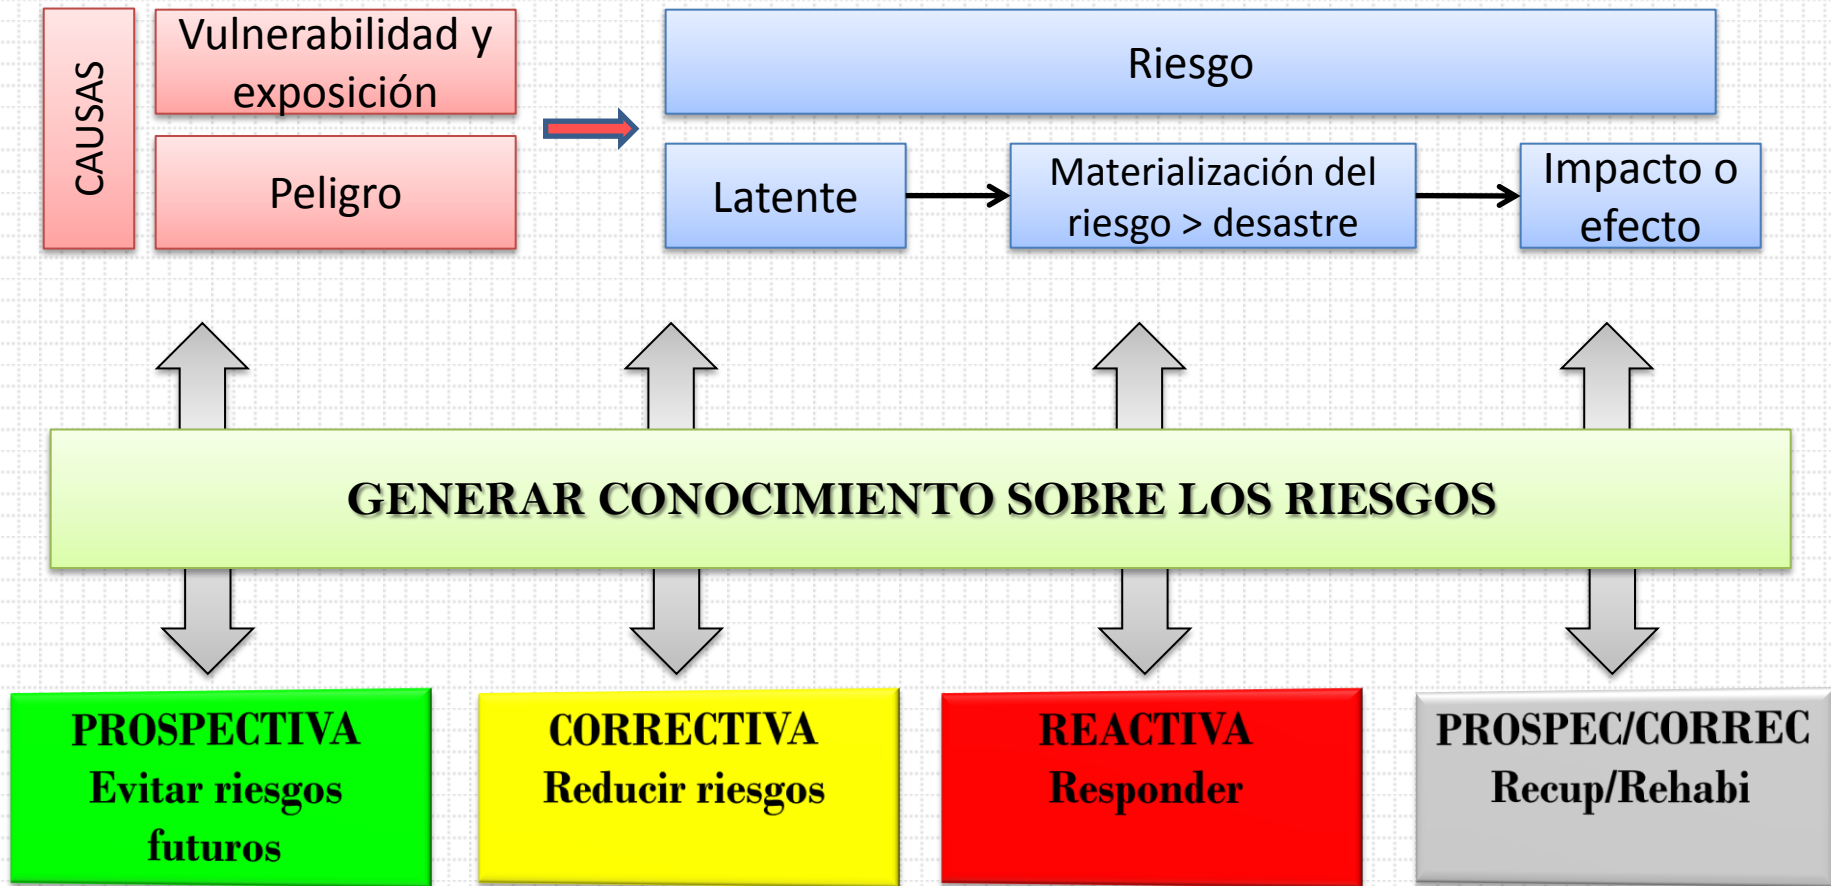 CAUSAS
Vulnerabilidad y
exposición
Peligro
Riesgo
Latente
Materialización del
riesgo > desastre
Impacto o
efecto
GENERAR CONOCIMIENTO SOBRE LOS RIESGOS
PROSPECTIVA
Evitar riesgos
futuros
CORRECTIVA
Reducir riesgos
REACTIVA
Responder
PROSPEC/CORREC
Recup/Rehabi